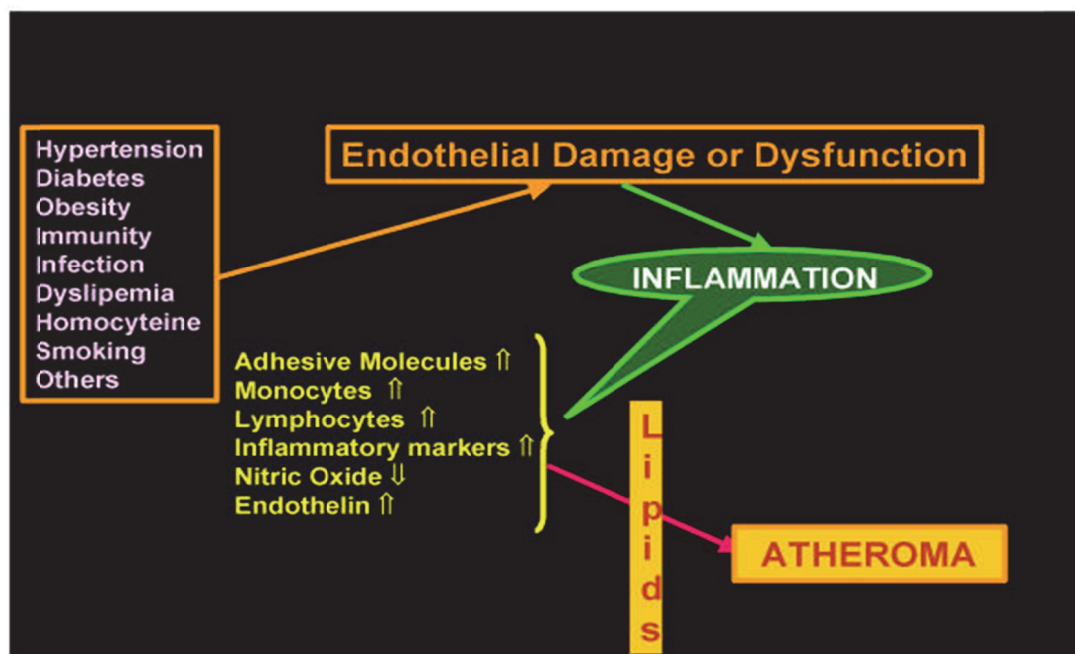 Endothelial Damage or Dysfunction
Hypertension
Diabetes
Obesity
Immunity
Infection
Dyslipemia
Homocyteine
Smoking
Others
INFLAMMATION
Adhesive Molecules ⇑
Monocytes ⇑
Lymphocytes ⇑
Inflammatory markers ⇑
Nitric Oxide ⇓
Endothelin ⇑
Lipids
ATHEROMA